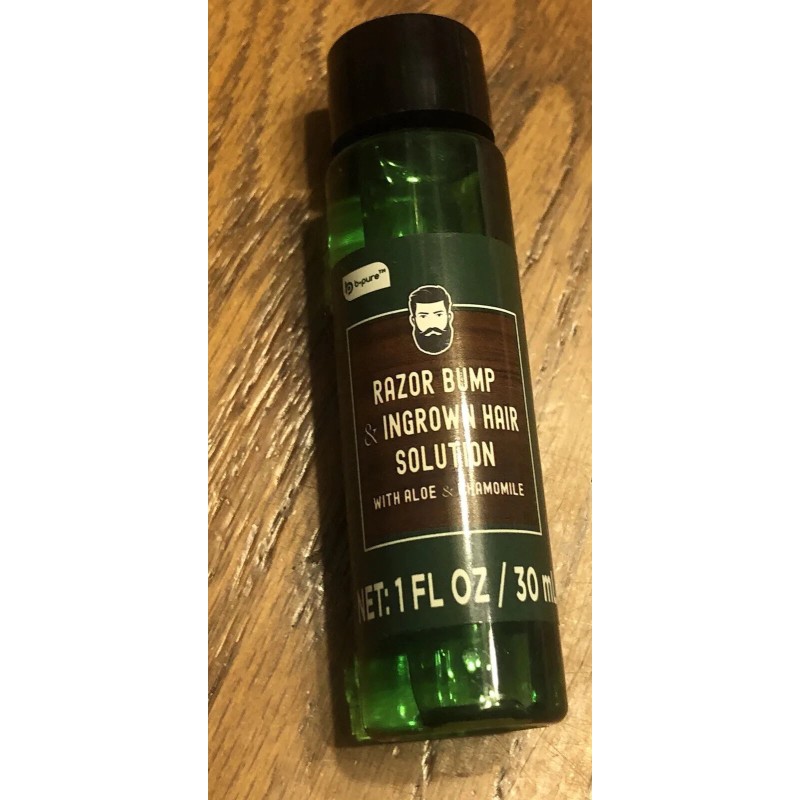 b•pure™
RAZOR BUMP
& INGROWN HAIR
SOLUTION
WITH ALOE & CHAMOMILE
NET: 1 FL OZ / 30 mL